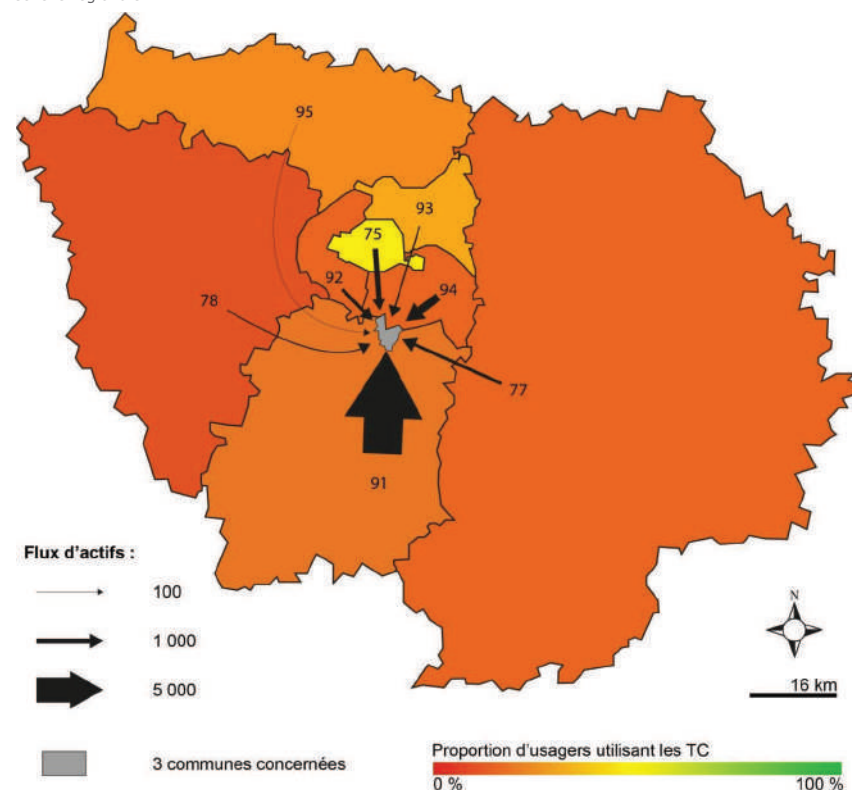 95
93
75
92
94
78
77
91
Flux d'actifs :
100
1 000
5 000
3 communes concernées
N
16 km
Proportion d'usagers utilisant les TC
0 %
100 %